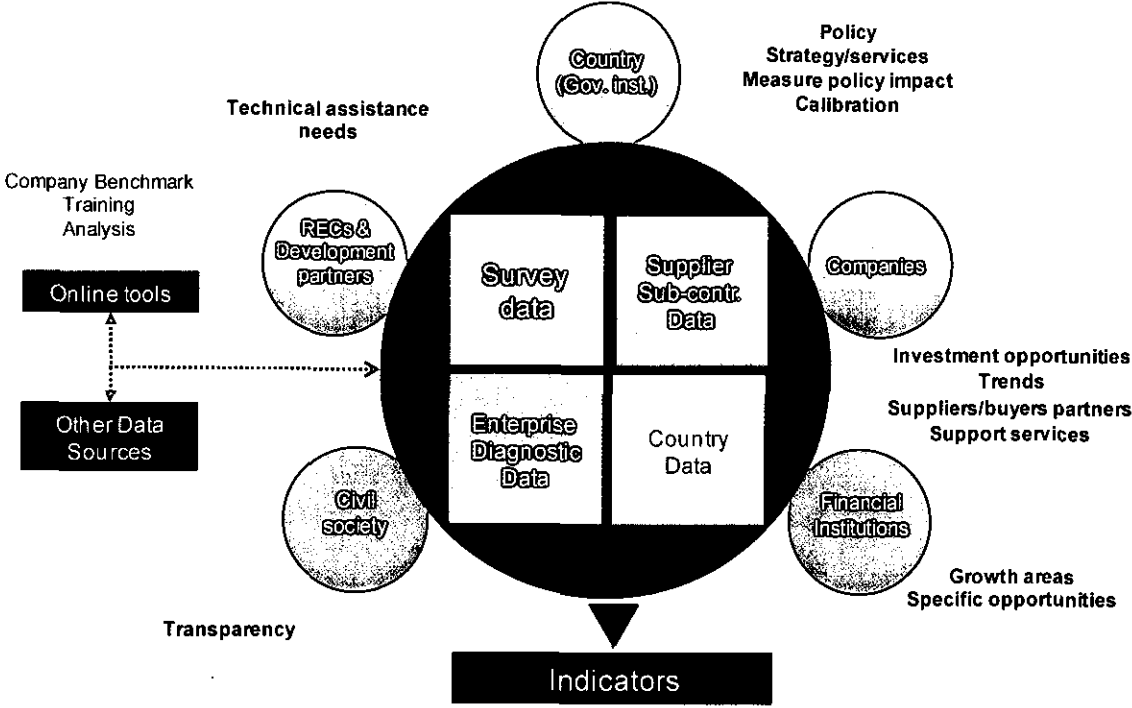 Policy
Strategy/services
Measure policy impact
Calibration
Country
(Gov. inst.)
Technical assistance
needs
Company Benchmark
Training
Analysis
RECs &
Development
partners
Survey
data
Supplier
Sub-contr.
Data
Companies
Online tools
Investment opportunities
Trends
Suppliers/buyers partners
Support services
Other Data
Sources
Enterprise
Diagnostic
Data
Country
Data
Civil
society
Financial
Institutions
Growth areas
Specific opportunities
Transparency
Indicators